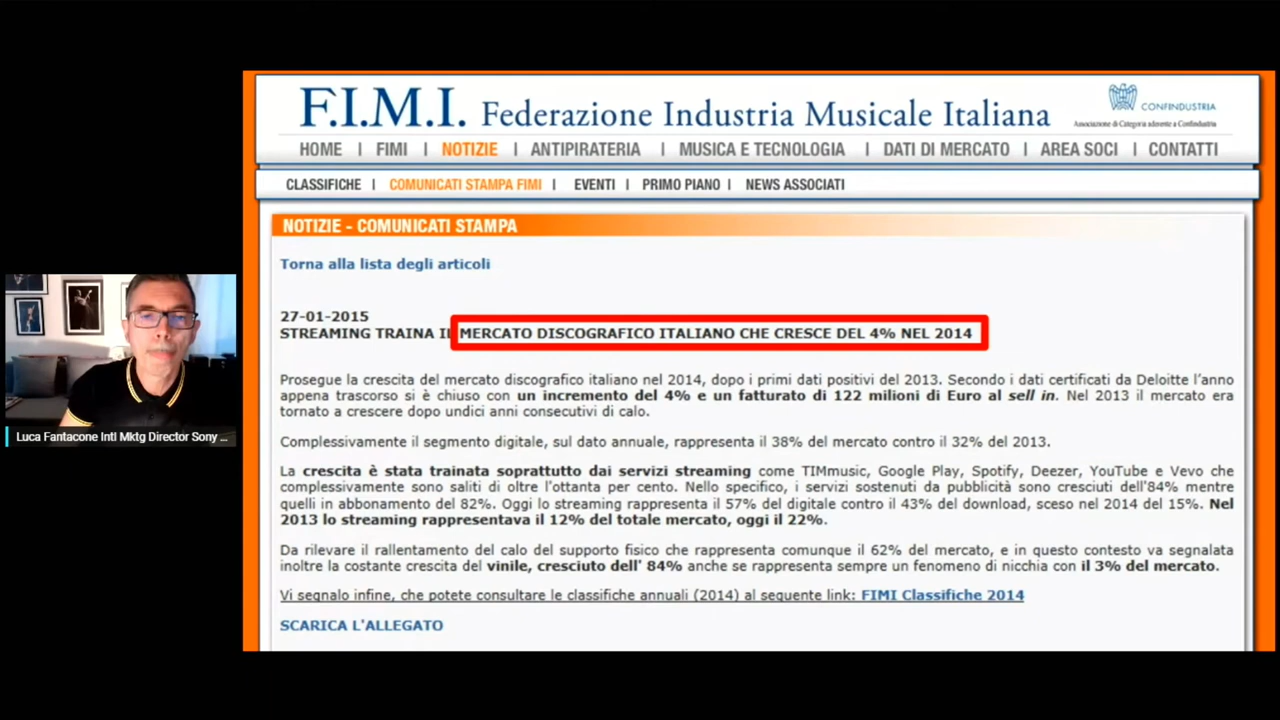 F.I.M.I. Federazione Industria Musicale Italiana
CONFINDUSTRIA
Associazione di Categoria aderente a Confindustria
HOME | FIMI | NOTIZIE | ANTIPIRATERIA | MUSICA E TECNOLOGIA | DATI DI MERCATO | AREA SOCI | CONTATTI
CLASSIFICHE | COMUNICATI STAMPA FIMI | EVENTI | PRIMO PIANO | NEWS ASSOCIATI
NOTIZIE - COMUNICATI STAMPA
Torna alla lista degli articoli
27-01-2015
STREAMING TRAINA IL MERCATO DISCOGRAFICO ITALIANO CHE CRESCE DEL 4% NEL 2014
Prosegue la crescita del mercato discografico italiano nel 2014, dopo i primi dati positivi del 2013. Secondo i dati certificati da Deloitte l'anno
appena trascorso si è chiuso con un incremento del 4% e un fatturato di 122 milioni di Euro al sell in. Nel 2013 il mercato era
tornato a crescere dopo undici anni consecutivi di calo.
Complessivamente il segmento digitale, sul dato annuale, rappresenta il 38% del mercato contro il 32% del 2013.
La crescita è stata trainata soprattutto dai servizi streaming come TIMmusic, Google Play, Spotify, Deezer, YouTube e Vevo che
complessivamente sono saliti di oltre l'ottanta per cento. Nello specifico, i servizi sostenuti da pubblicità sono cresciuti dell'84% mentre
quelli in abbonamento del 82%. Oggi lo streaming rappresenta il 57% del digitale contro il 43% del download, sceso nel 2014 del 15%. Nel
2013 lo streaming rappresentava il 12% del totale mercato, oggi il 22%.
Da rilevare il rallentamento del calo del supporto fisico che rappresenta comunque il 62% del mercato, e in questo contesto va segnalata
inoltre la costante crescita del vinile, cresciuto dell' 84% anche se rappresenta sempre un fenomeno di nicchia con il 3% del mercato.
Vi segnalo infine, che potete consultare le classifiche annuali (2014) al seguente link: FIMI Classifiche 2014
SCARICA L'ALLEGATO
Luca Fantacone Intl Mktg Director Sony ...